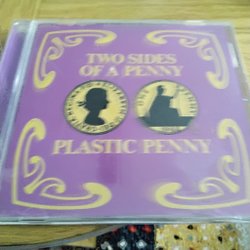 TWO SIDES
OF A PENNY
PLASTIC PENNY